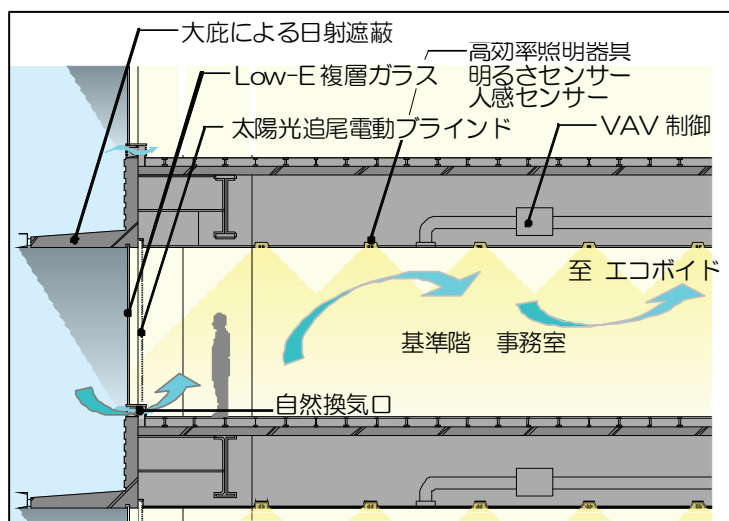 大庇による日射遮蔽
Low-E 複層ガラス
太陽光追尾電動ブラインド
高効率照明器具
明るさセンサー
人感センサー
VAV 制御
至 エコボイド
基準階 事務室
自然換気口